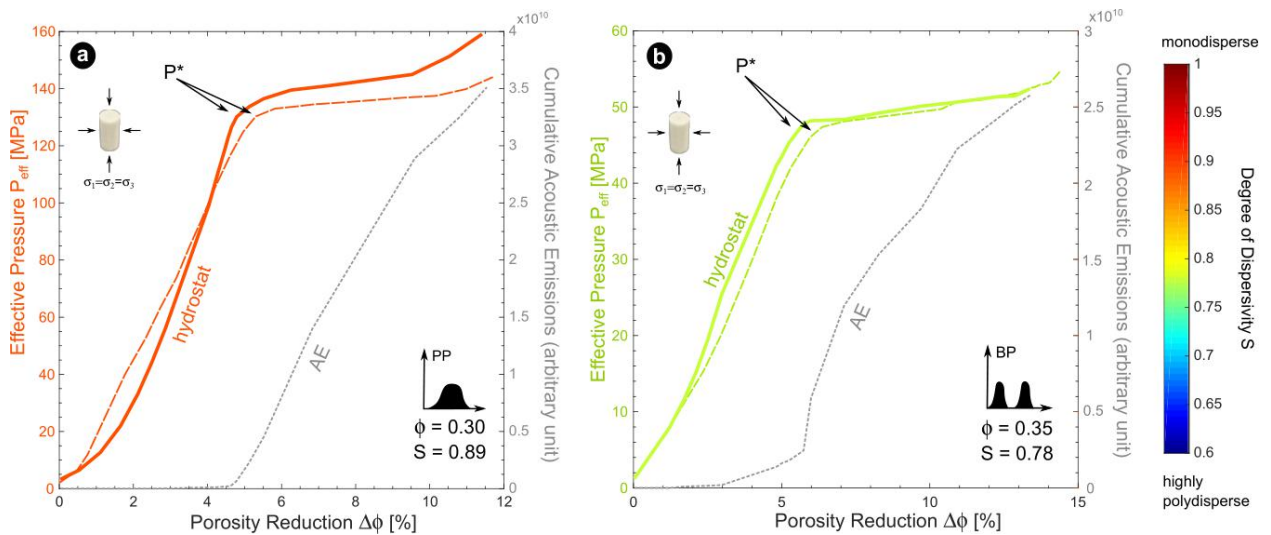 a
×10¹⁰
Effective Pressure Peff [MPa]
160
140
120
100
80
60
40
20
0
P*
σ1=σ2=σ3
hydrostat
AE
PP
ϕ = 0.30
S = 0.89
4
3.5
3
2.5
2
1.5
1
0.5
0
Cumulative Acoustic Emissions (arbitrary unit)
0 2 4 6 8 10 12
Porosity Reduction Δϕ [%]
b
×10¹⁰
Effective Pressure Peff [MPa]
60
50
40
30
20
10
0
P*
σ1=σ2=σ3
hydrostat
AE
BP
ϕ = 0.35
S = 0.78
3
2.5
2
1.5
1
0.5
0
Cumulative Acoustic Emissions (arbitrary unit)
0 5 10 15
Porosity Reduction Δϕ [%]
monodisperse
1
0.95
0.9
0.85
0.8
0.75
0.7
0.65
0.6
Degree of Dispersivity S
highly
polydisperse